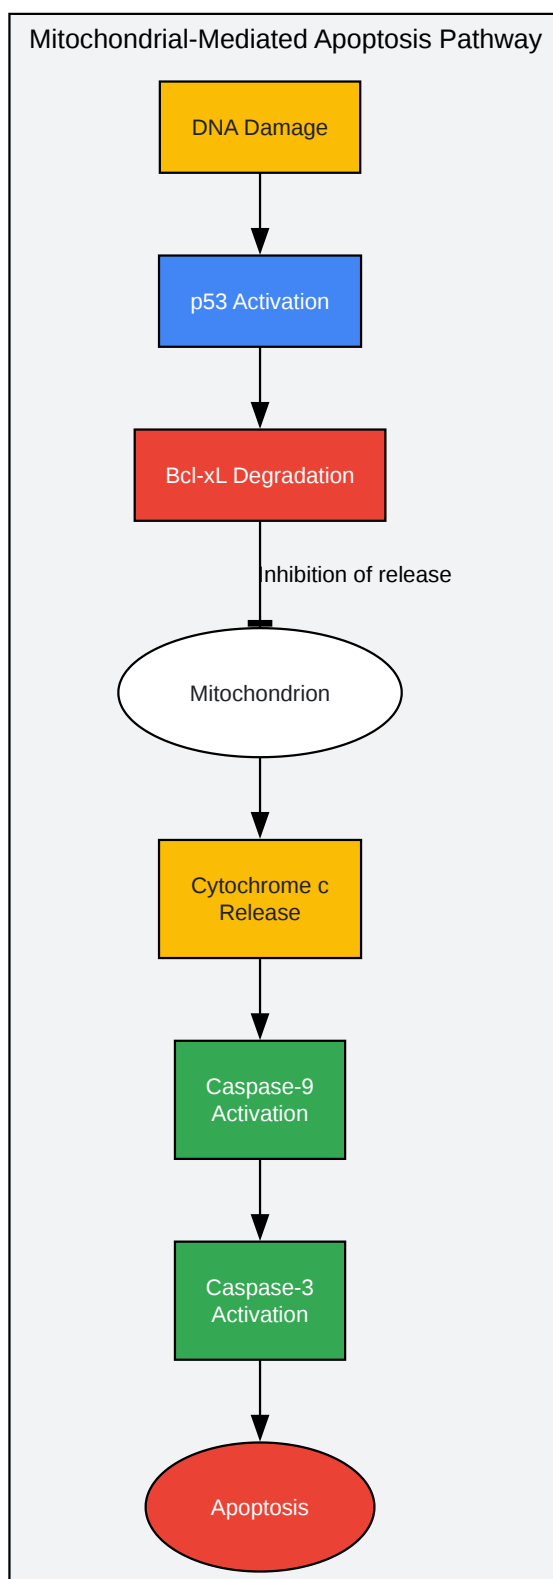 Mitochondrial-Mediated Apoptosis Pathway
DNA Damage
p53 Activation
Bcl-xL Degradation
Inhibition of release
Mitochondrion
Cytochrome c
Release
Caspase-9
Activation
Caspase-3
Activation
Apoptosis